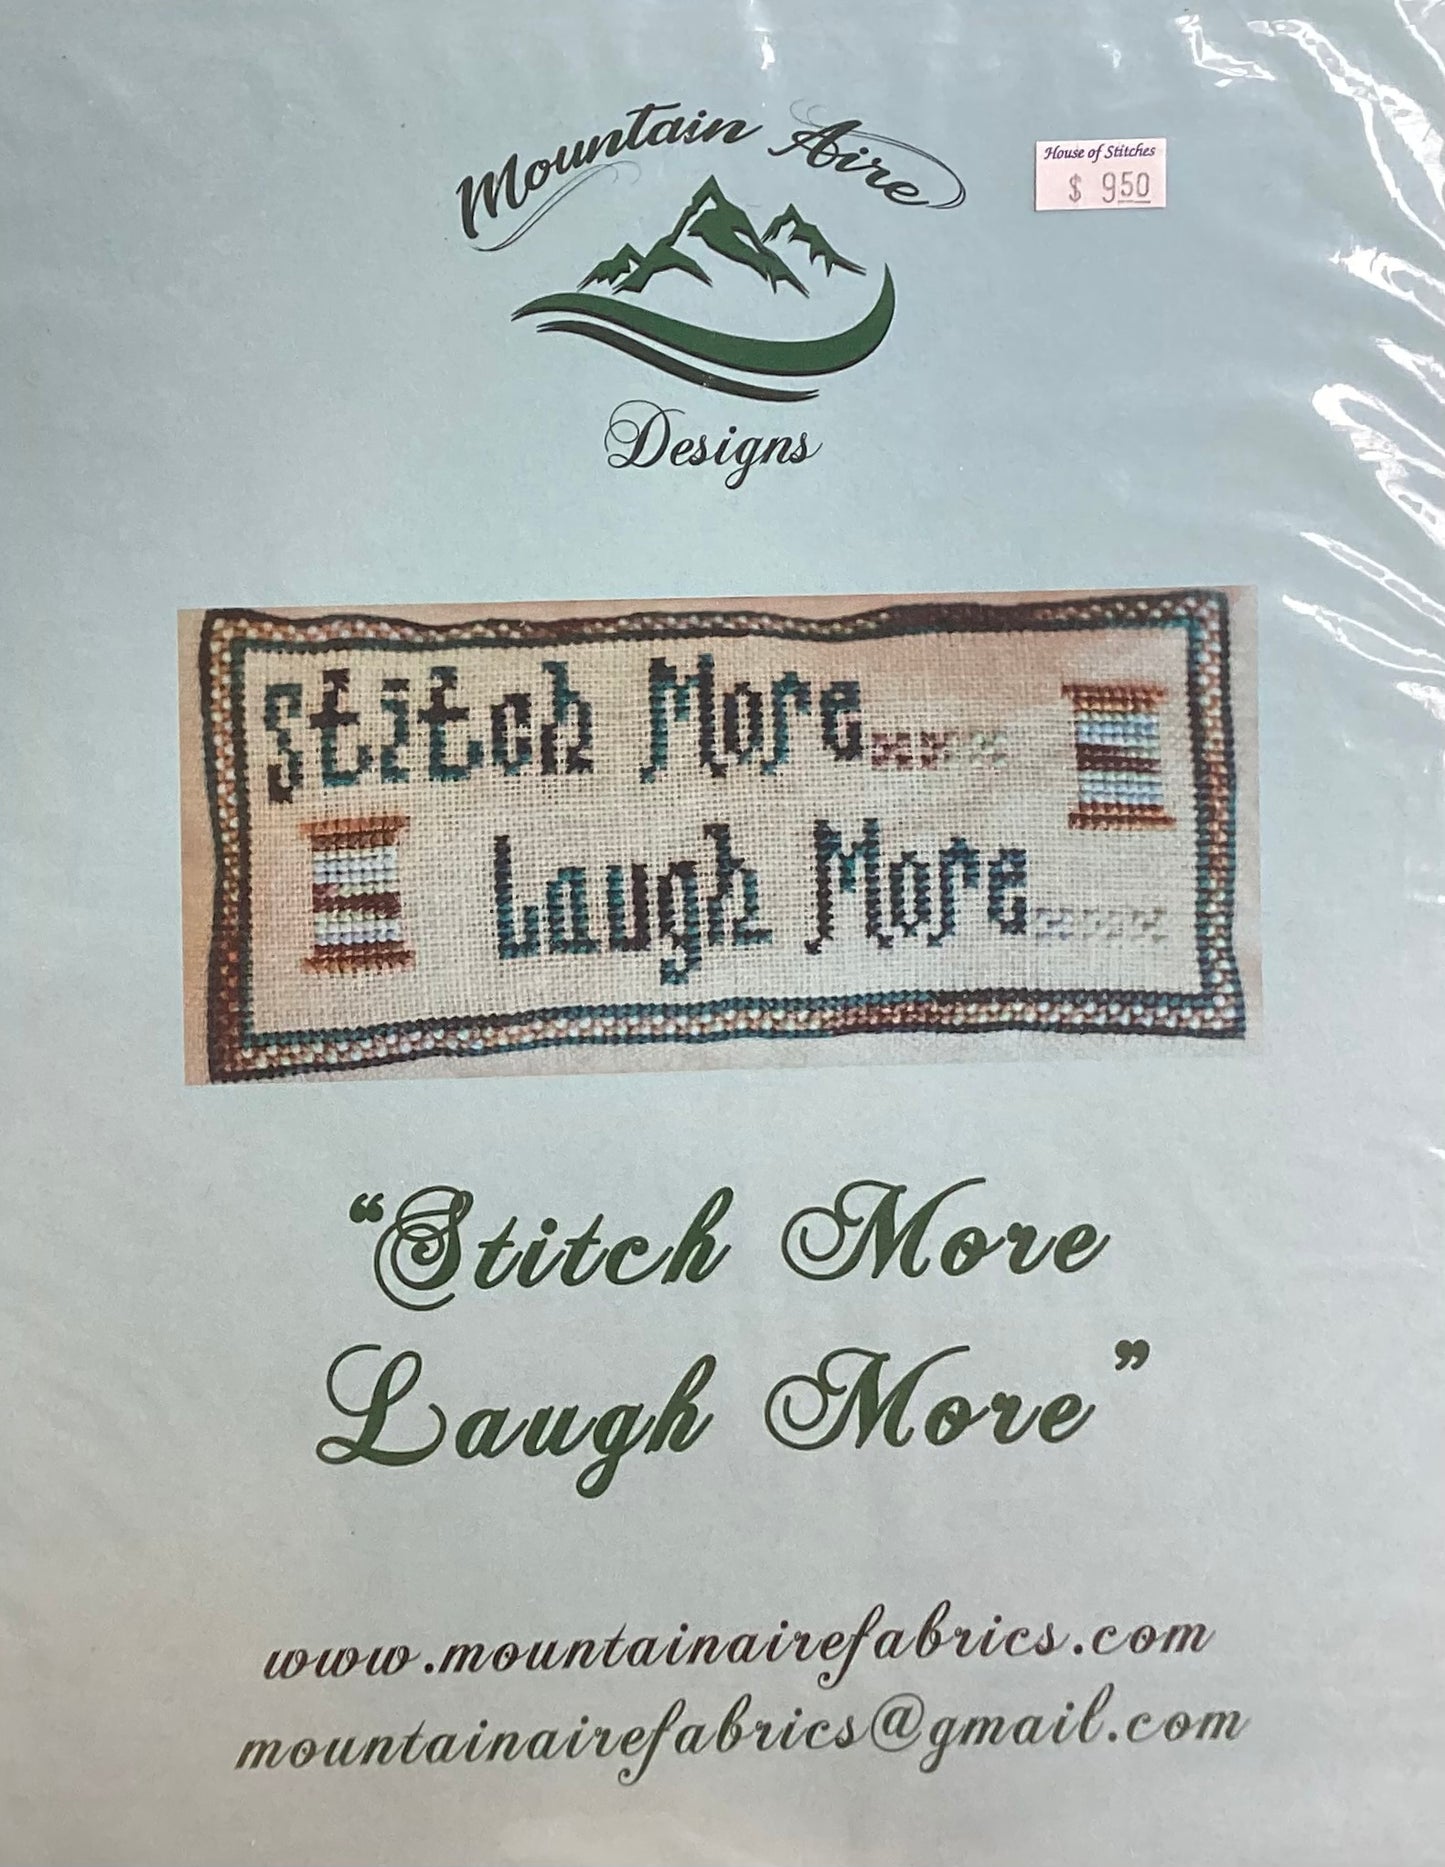 Mountain Aire
House of Stitches
$ 9.50
Designs
Stitch More....
Laugh More.....
“Stitch More
Laugh More”
www.mountainairefabrics.com
mountainairefabrics@gmail.com